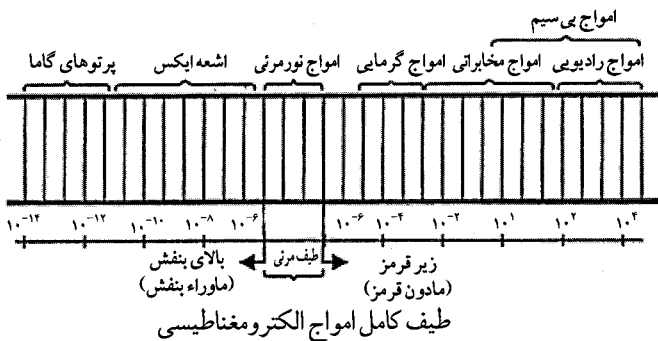 امواج بی سیم
امواج رادیویی امواج مخابراتی امواج گرمایی امواج نورمرئی اشعه ایکس پرتوهای گاما
۱۰⁻¹⁴ ۱۰⁻¹² ۱۰⁻¹⁰ ۱۰⁻⁸ ۱۰⁻⁶ ۱۰⁻⁶ ۱۰⁻⁴ ۱۰⁻² ۱۰¹ ۱۰² ۱۰⁴
زیر قرمز طیف مرئی بالای بنفش
(مادون قرمز) (ماوراء بنفش)
طیف کامل امواج الکترومغناطیسی